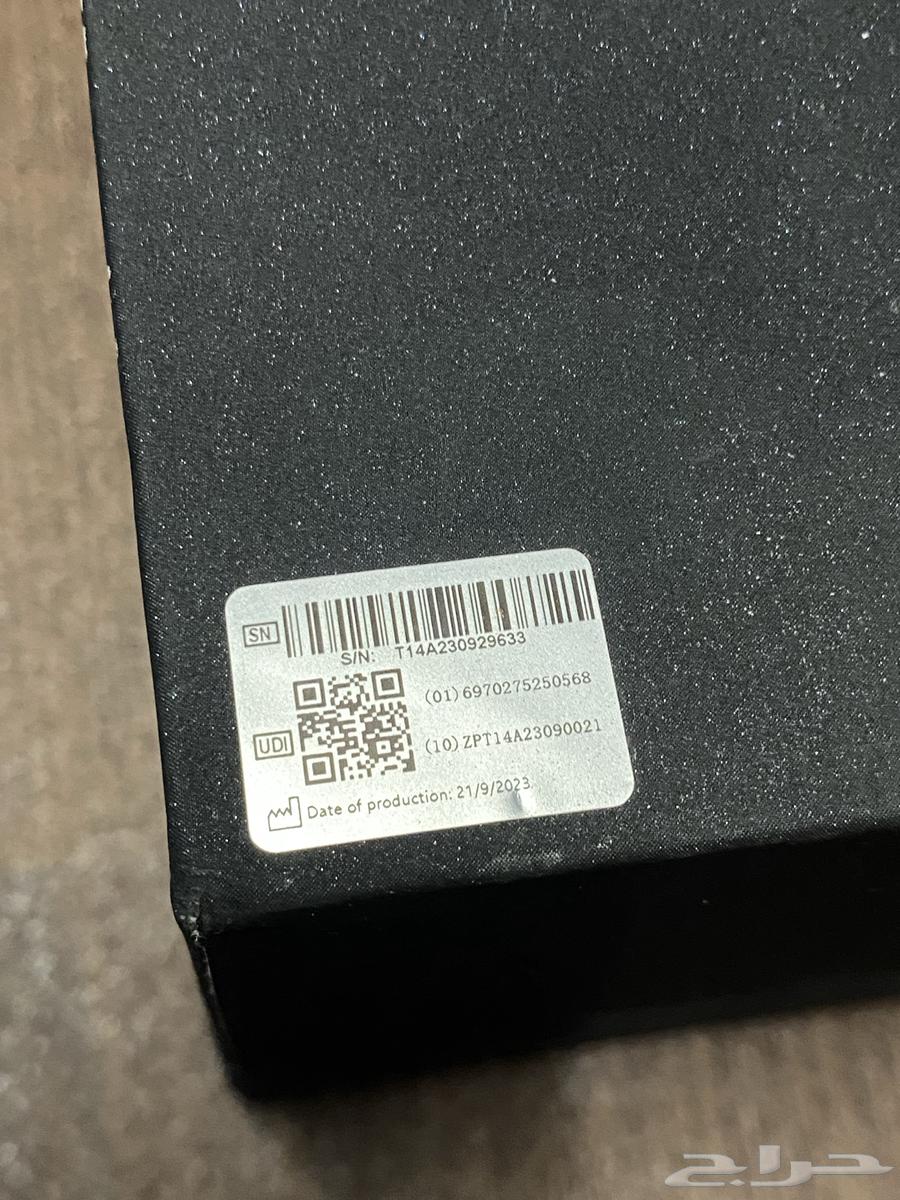 SN
S/N: T14A230929633
(01)6970275250568
UDI
(10)ZPT14A23090021
Date of production: 21/9/2023
حراج